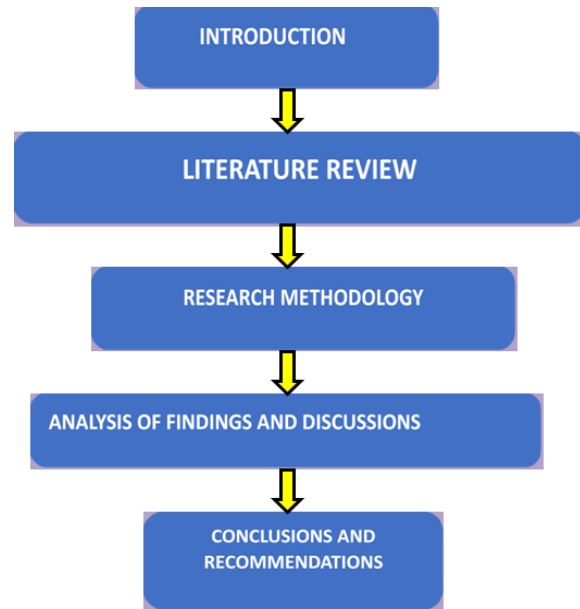 INTRODUCTION
LITERATURE REVIEW
RESEARCH METHODOLOGY
ANALYSIS OF FINDINGS AND DISCUSSIONS
CONCLUSIONS AND
RECOMMENDATIONS